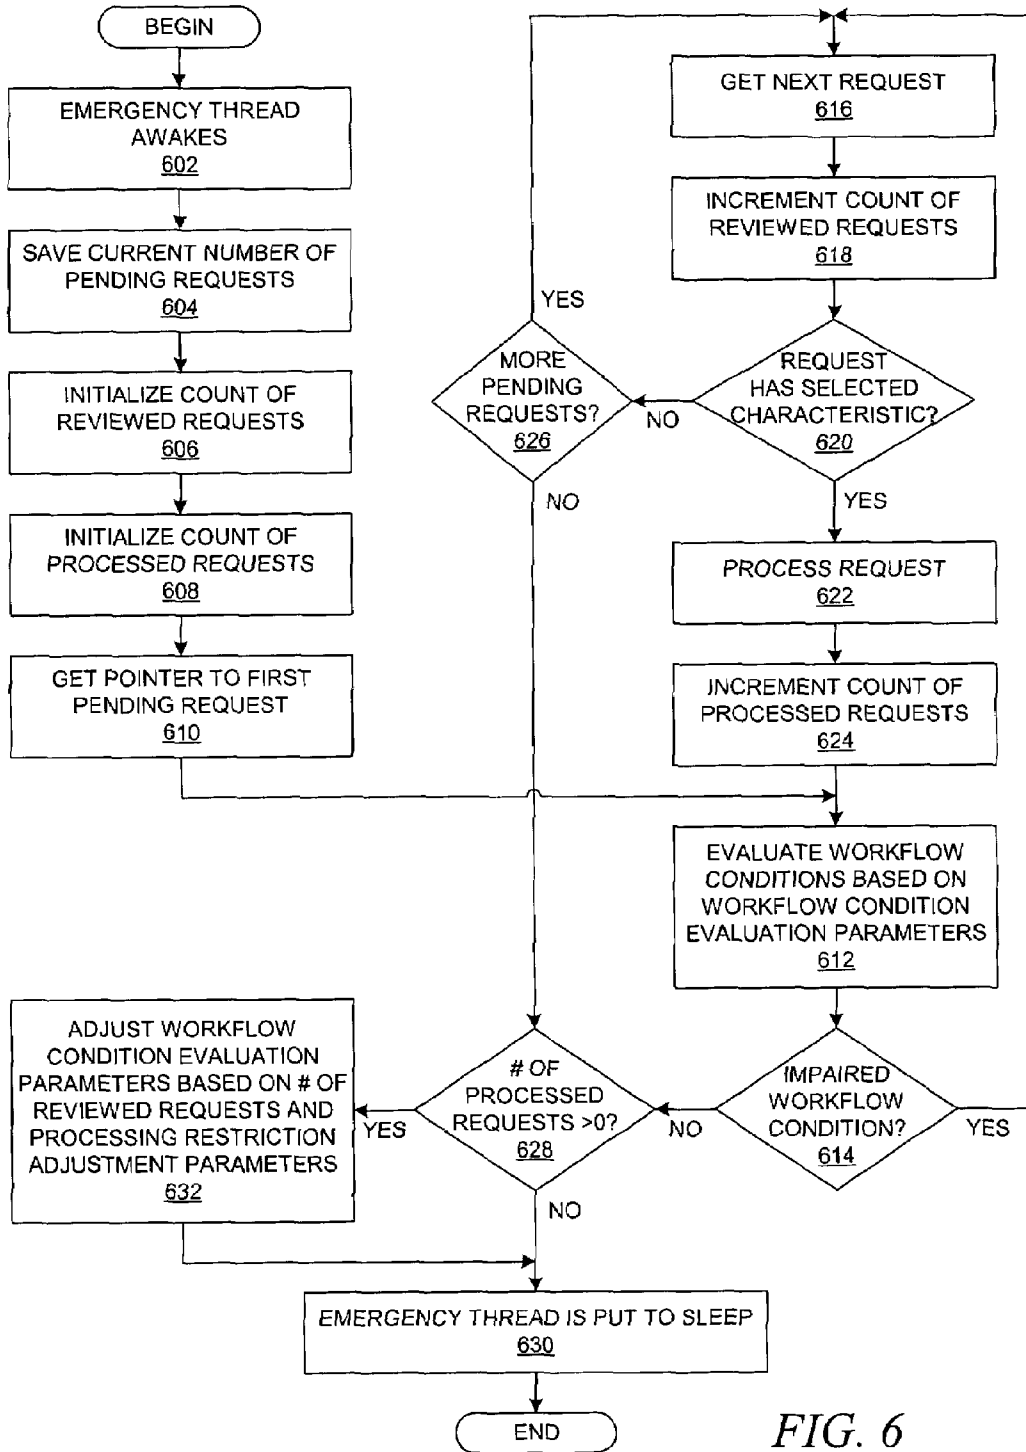 BEGIN
EMERGENCY THREAD
AWAKES
602
SAVE CURRENT NUMBER OF
PENDING REQUESTS
604
INITIALIZE COUNT OF
REVIEWED REQUESTS
606
INITIALIZE COUNT OF
PROCESSED REQUESTS
608
GET POINTER TO FIRST
PENDING REQUEST
610
GET NEXT REQUEST
616
INCREMENT COUNT OF
REVIEWED REQUESTS
618
REQUEST
HAS SELECTED
CHARACTERISTIC?
620
NO
YES
MORE
PENDING
REQUESTS?
626
YES
NO
PROCESS REQUEST
622
INCREMENT COUNT OF
PROCESSED REQUESTS
624
EVALUATE WORKFLOW
CONDITIONS BASED ON
WORKFLOW CONDITION
EVALUATION PARAMETERS
612
IMPAIRED
WORKFLOW
CONDITION?
614
YES
NO
# OF
PROCESSED
REQUESTS >0?
628
YES
NO
ADJUST WORKFLOW
CONDITION EVALUATION
PARAMETERS BASED ON # OF
REVIEWED REQUESTS AND
PROCESSING RESTRICTION
ADJUSTMENT PARAMETERS
632
EMERGENCY THREAD IS PUT TO SLEEP
630
END
FIG. 6